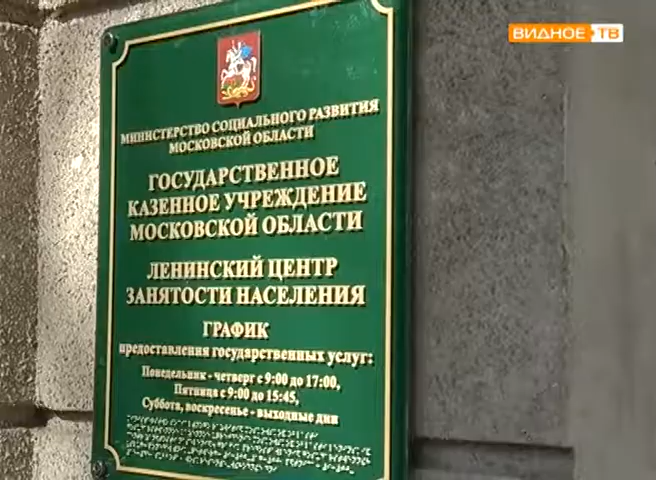 ВИДНОЕ ТВ
МИНИСТЕРСТВО СОЦИАЛЬНОГО РАЗВИТИЯ
МОСКОВСКОЙ ОБЛАСТИ
ГОСУДАРСТВЕННОЕ
КАЗЕННОЕ УЧРЕЖДЕНИЕ
МОСКОВСКОЙ ОБЛАСТИ
ЛЕНИНСКИЙ ЦЕНТР
ЗАНЯТОСТИ НАСЕЛЕНИЯ
ГРАФИК
предоставления государственных услуг:
Понедельник - четверг с 9:00 до 17:00,
Пятница с 9:00 до 15:45,
Суббота, воскресенье - выходные дни